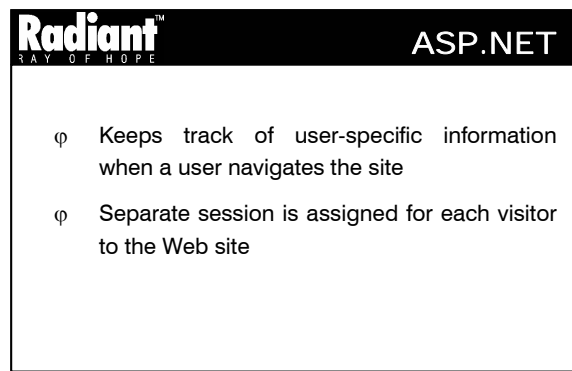 Radiant™
RAY OF HOPE
ASP.NET
φ Keeps track of user-specific information
when a user navigates the site
φ Separate session is assigned for each visitor
to the Web site